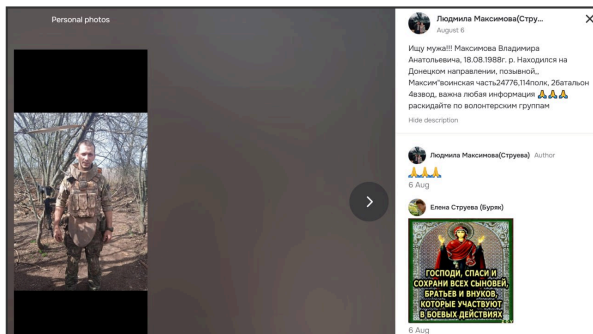 Personal photos
Людмила Максимова(Стру...
August 6
Ищу мужа!!! Максимова Владимира
Анатольевича, 18.08.1988г. р. Находился на
Донецком направлении, позывной,,
Максим"воинская часть24776,114полк, 2батальон
4взвод, важна любая информация 🙏🙏🙏
раскидайте по волонтерским группам
Hide description
Людмила Максимова(Струева) Author
🙏🙏🙏
6 Aug
Елена Струева (Буряк)
ГОСПОДИ, СПАСИ И
СОХРАНИ ВСЕХ СЫНОВЕЙ,
БРАТЬЕВ И ВНУКОВ,
КОТОРЫЕ УЧАСТВУЮТ
В БОЕВЫХ ДЕЙСТВИЯХ
6 Aug